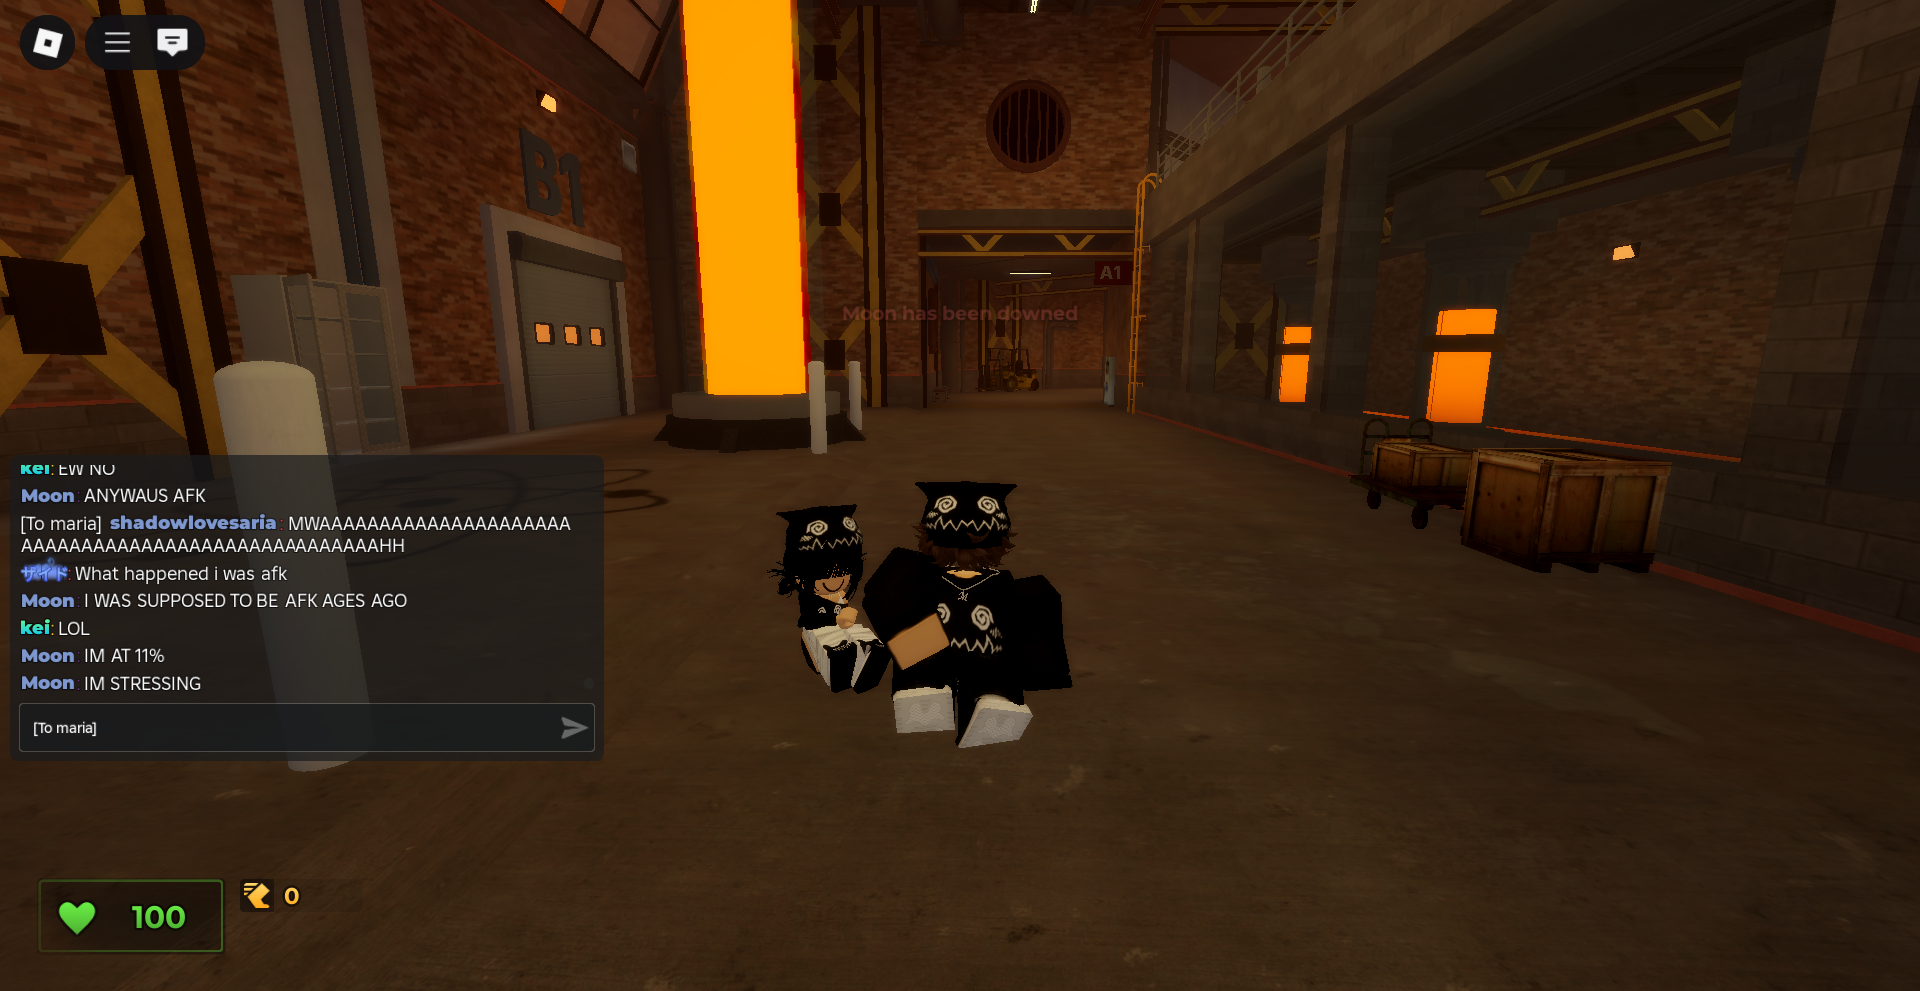 B1
A1
Moon has been downed
kei: EW NO
Moon: ANYWAUS AFK
[To maria] shadowlovesaria: MWAAAAAAAAAAAAAAAAAAAAA
AAAAAAAAAAAAAAAAAAAAAAAAAAAAAAHH
What happened i was afk
Moon: I WAS SUPPOSED TO BE AFK AGES AGO
kei: LOL
Moon: IM AT 11%
Moon: IM STRESSING
[To maria]
100
0